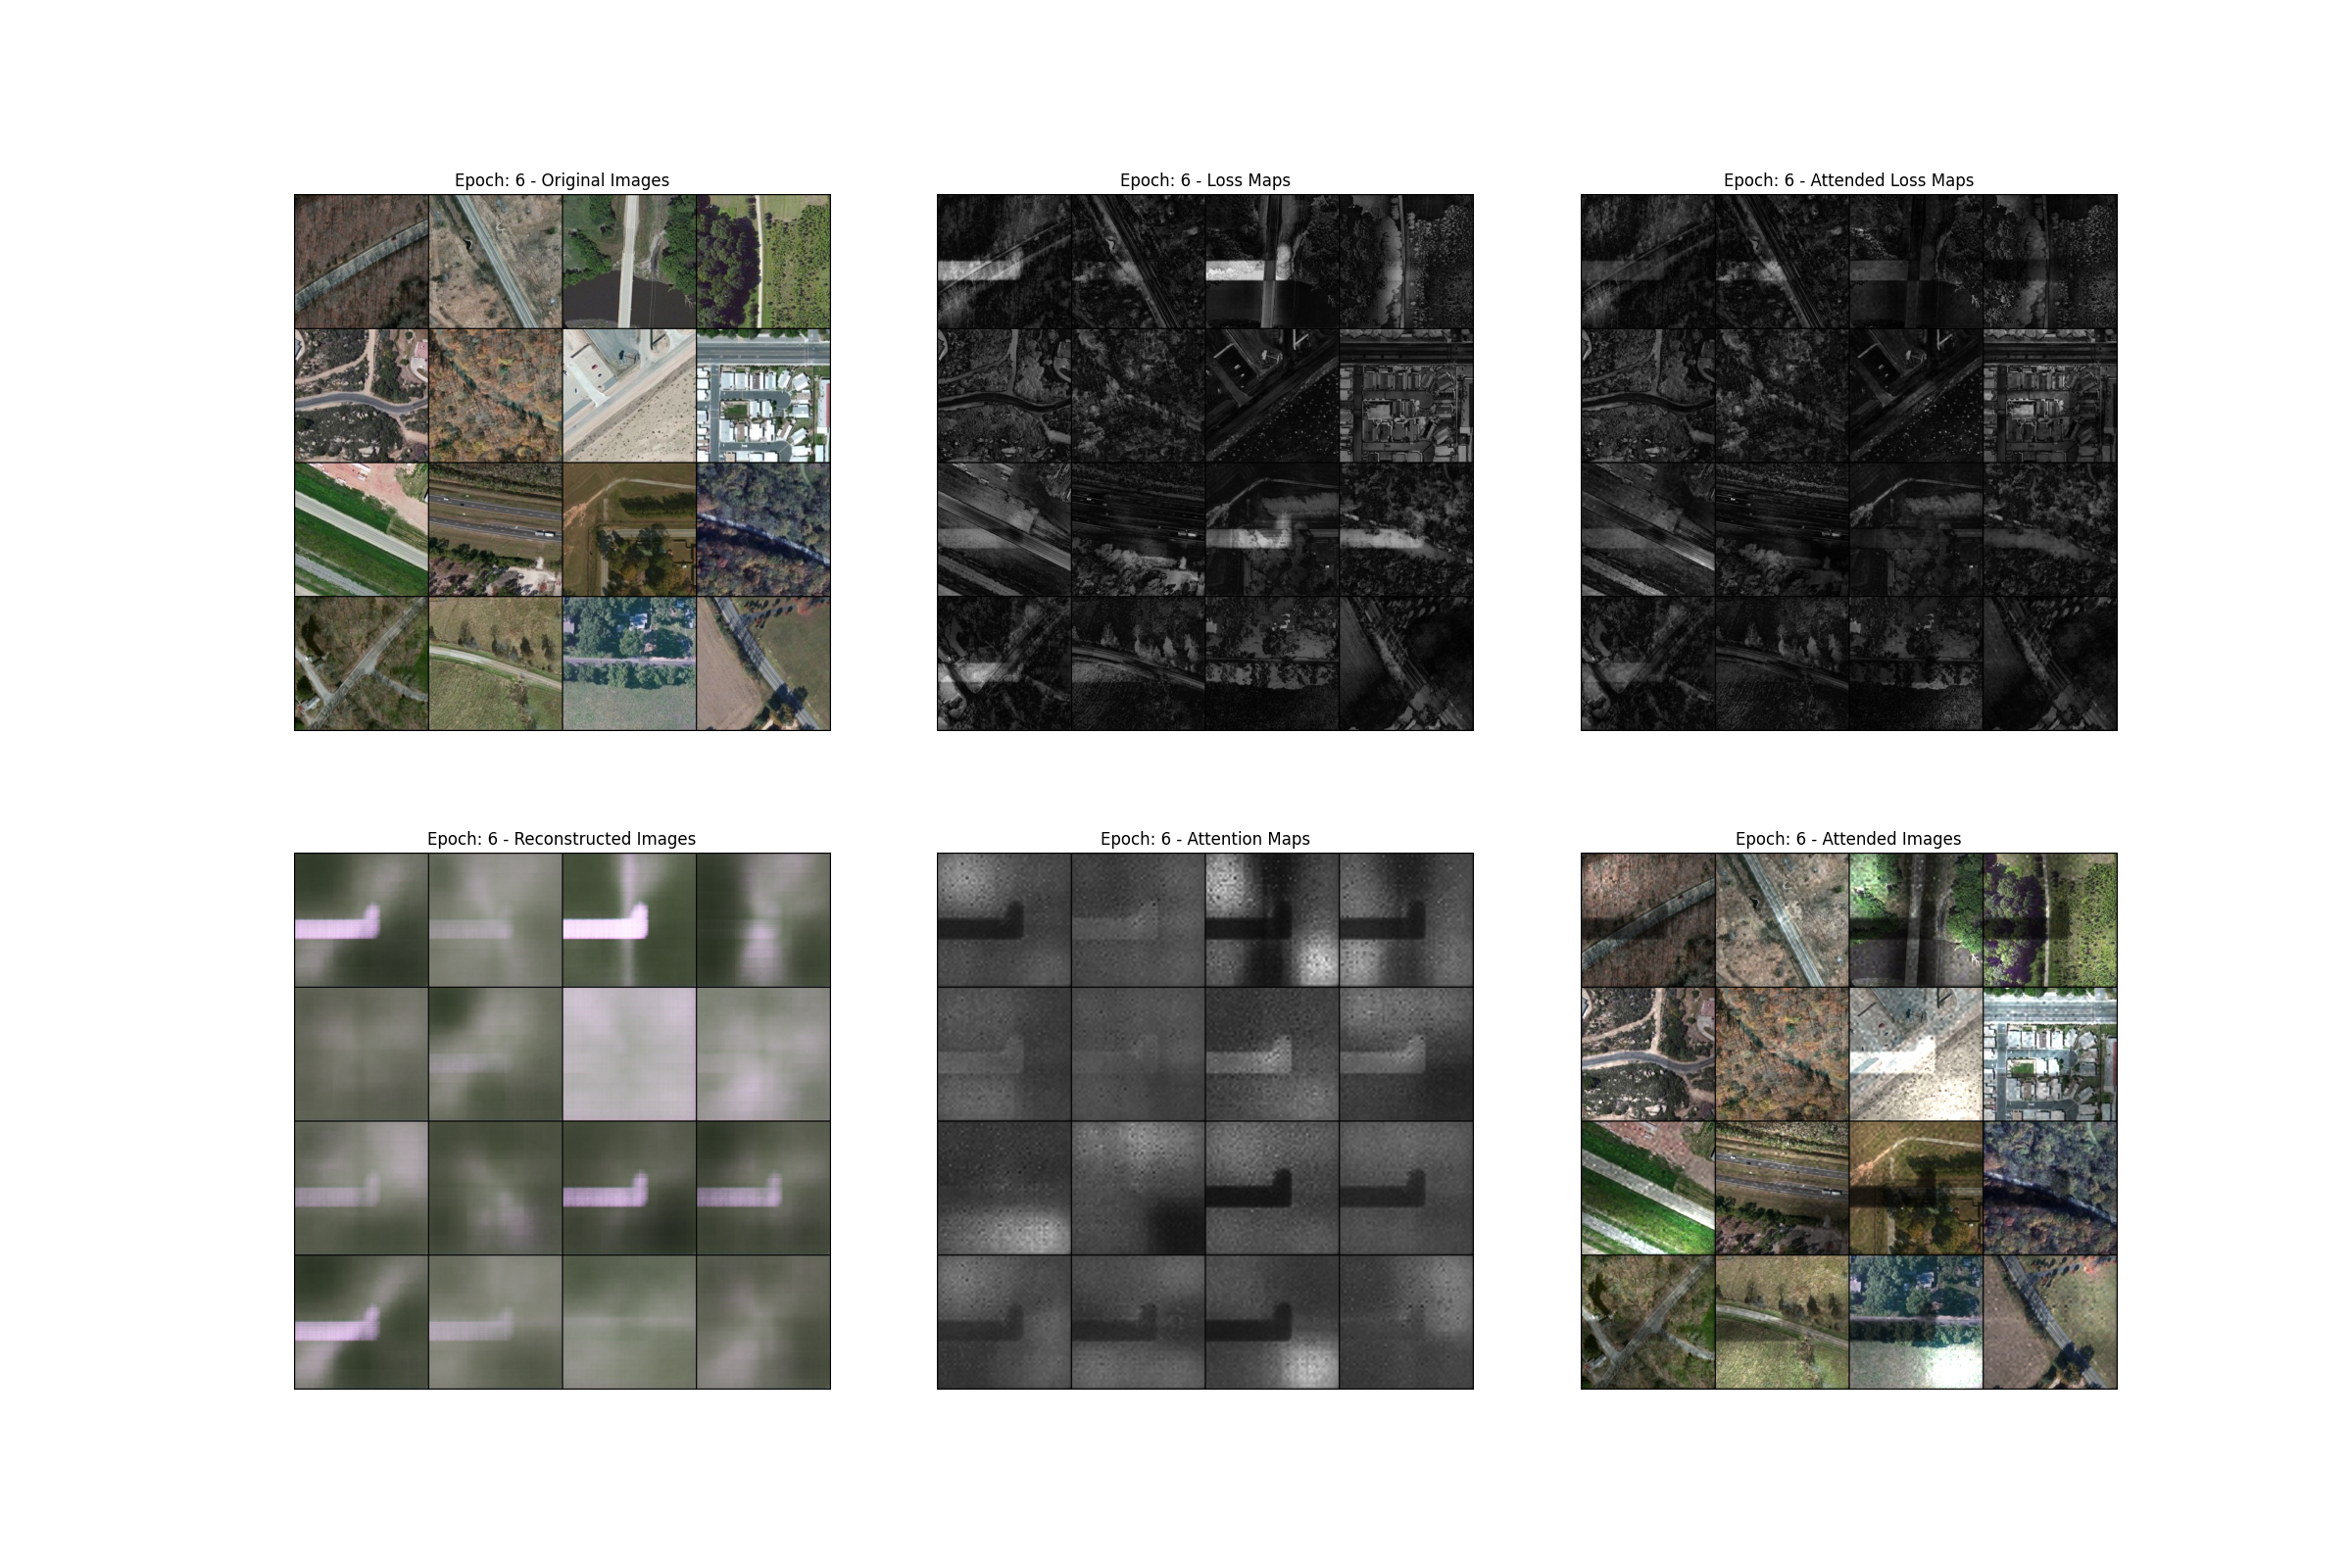 Epoch: 6 - Original Images
Epoch: 6 - Loss Maps
Epoch: 6 - Attended Loss Maps
Epoch: 6 - Reconstructed Images
Epoch: 6 - Attention Maps
Epoch: 6 - Attended Images